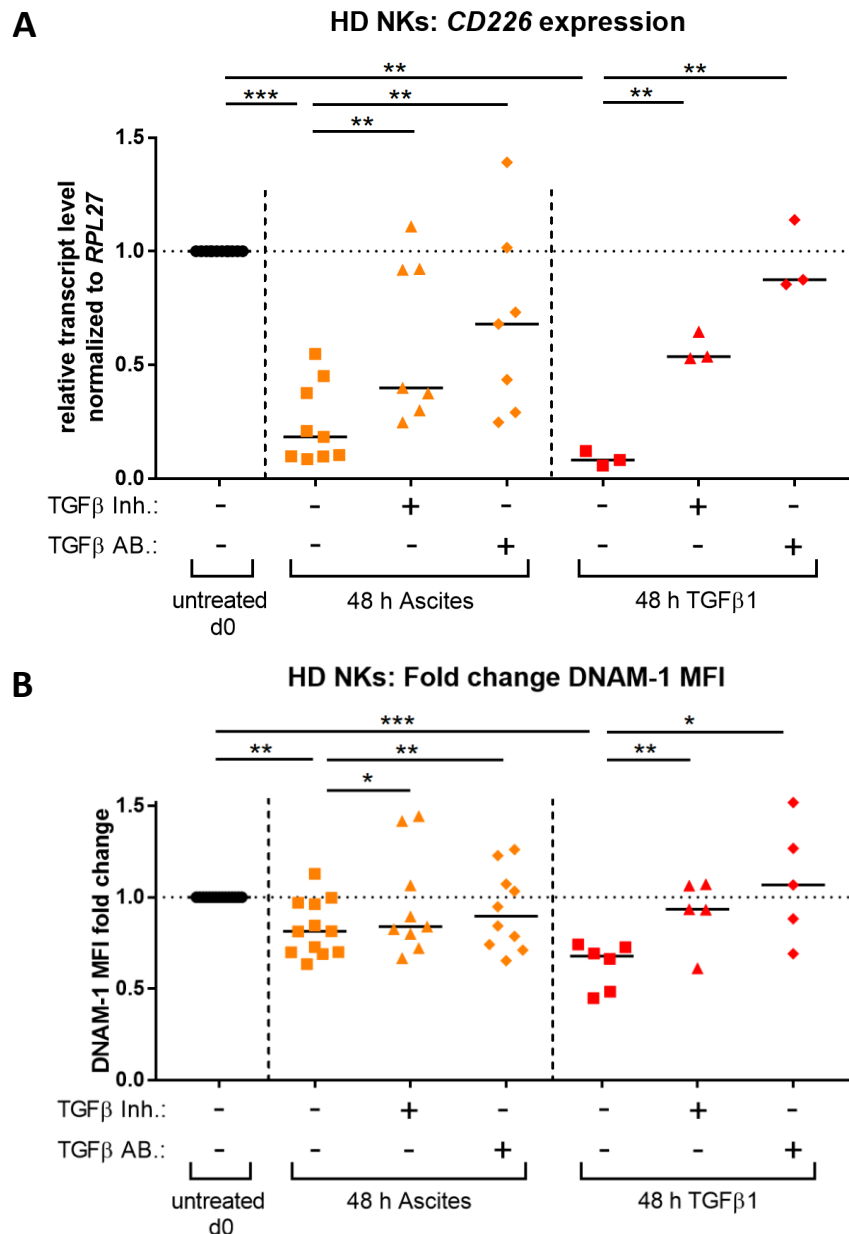 A
HD NKs: CD226 expression
** **
*** ** **
**
relative transcript level
normalized to RPL27
1.5
1.0
0.5
0.0
TGFβ Inh.: - - + - - + -
TGFβ AB.: - - - + - - +
untreated
d0
48 h Ascites
48 h TGFβ1
B
HD NKs: Fold change DNAM-1 MFI
*** *
** ** **
*
DNAM-1 MFI fold change
1.5
1.0
0.5
0.0
TGFβ Inh.: - - + - - + -
TGFβ AB.: - - - + - - +
untreated
d0
48 h Ascites
48 h TGFβ1